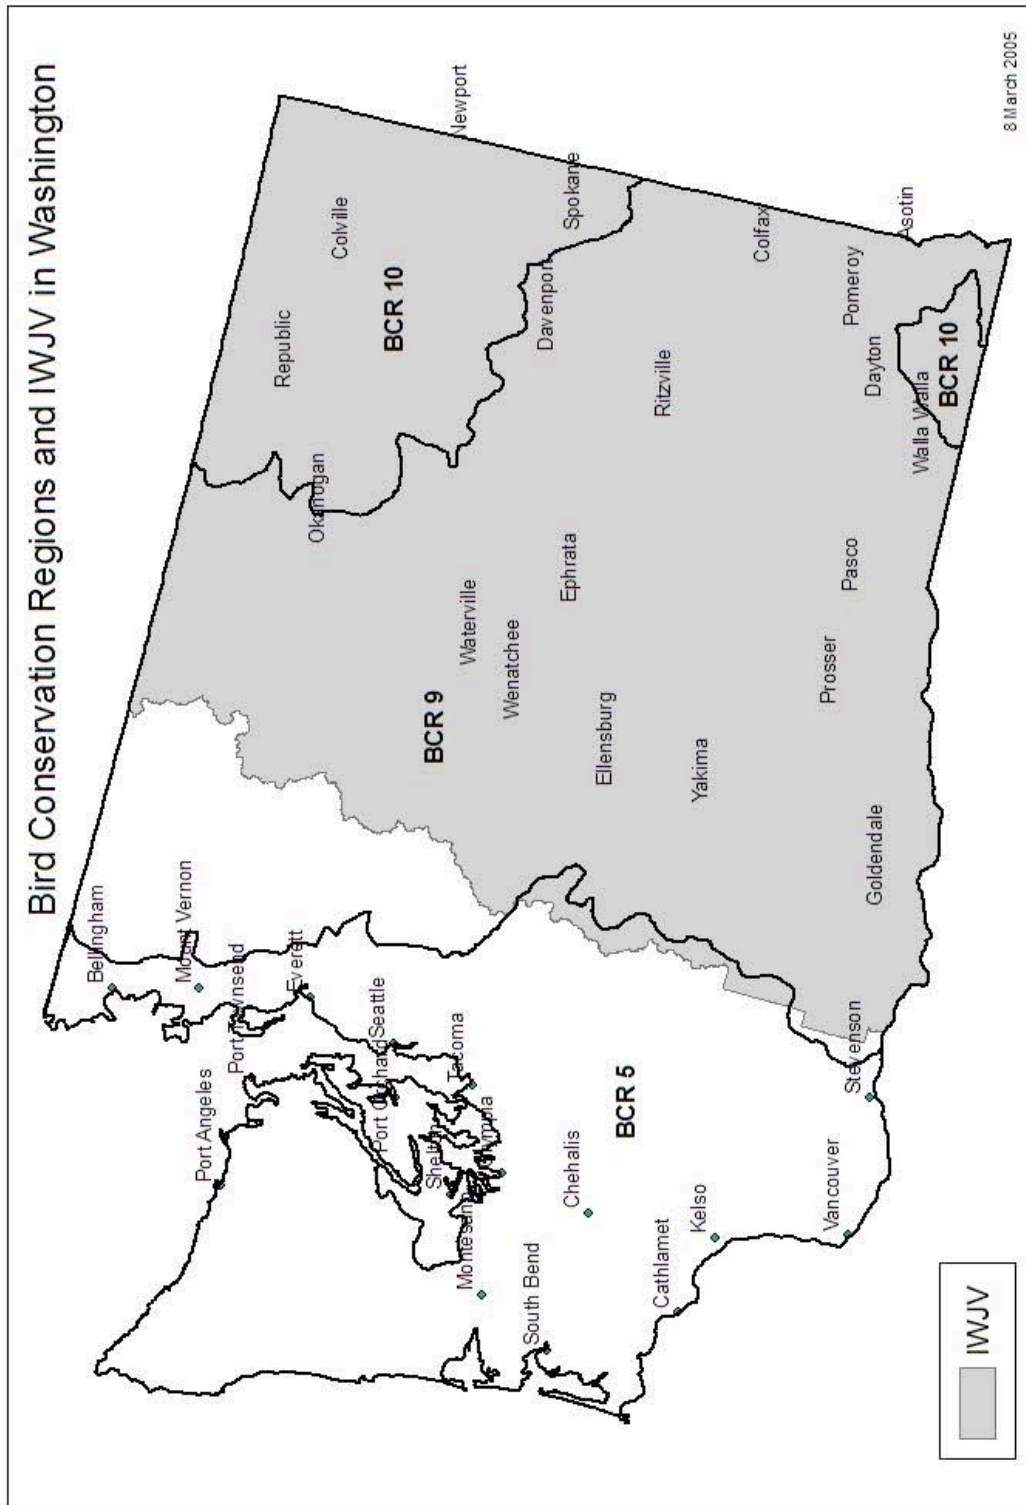 Bird Conservation Regions and IWJV in Washington
Bellingham
Mount Vernon
Port Townsend
Port Angeles
Everett
Seattle
Port Orchard
Tacoma
Shelton
Montesano
South Bend
Chehalis
BCR 5
Cathlamet
Kelso
Vancouver
Stevenson
Okanogan
Republic
Colville
BCR 10
Newport
Waterville
BCR 9
Wenatchee
Ephrata
Davenport
Spokane
Ellensburg
Ritzville
Yakima
Colfax
Goldendale
Prosser
Pasco
Dayton
Pomeroy
Asotin
Walla Walla
BCR 10
IWJV
8 March 2005